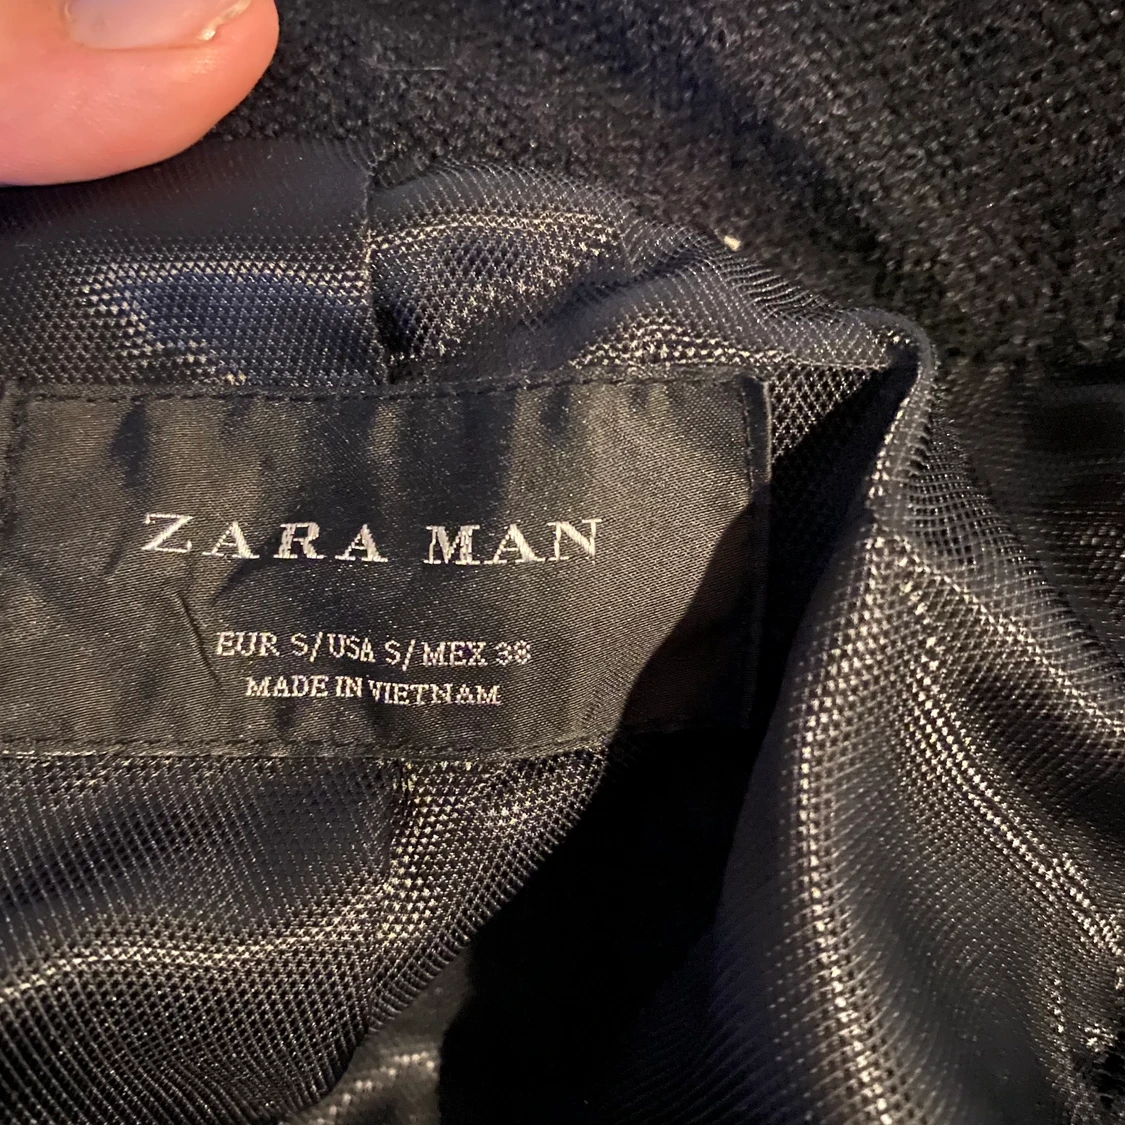 ZARA MAN
EUR S/USA S/MEX 38
MADE IN VIETNAM